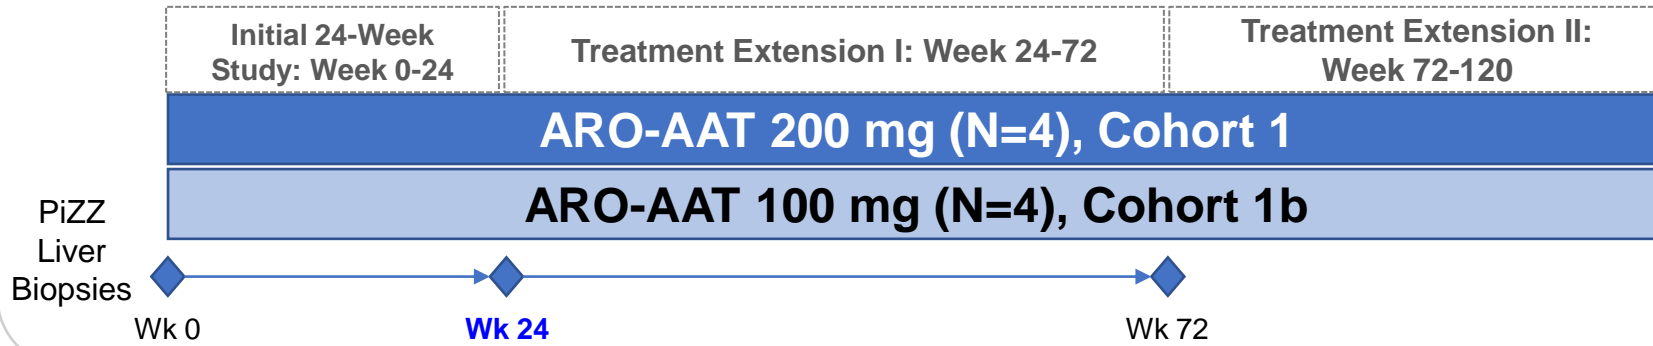 Initial 24-Week
Study: Week 0-24
Treatment Extension I: Week 24-72
Treatment Extension II:
Week 72-120
ARO-AAT 200 mg (N=4), Cohort 1
ARO-AAT 100 mg (N=4), Cohort 1b
PiZZ
Liver
Biopsies
Wk 0
Wk 24
Wk 72